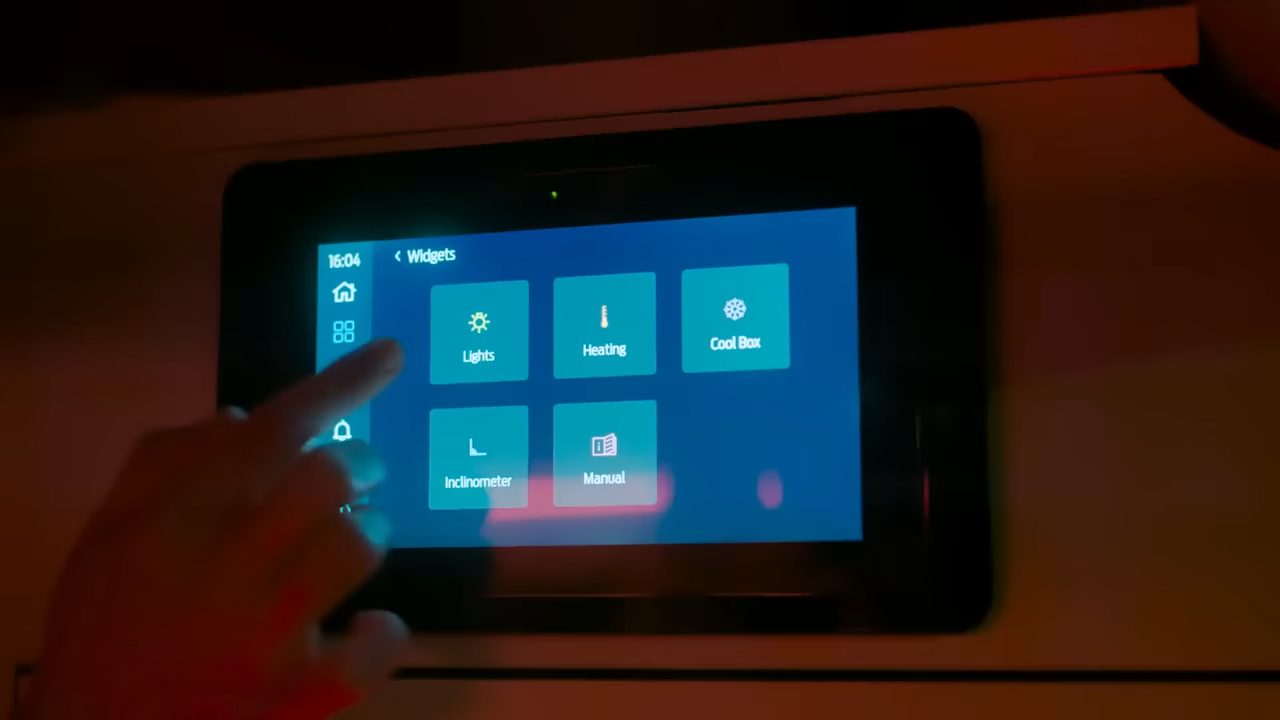 16:04
Widgets
Lights
Heating
Cool Box
Inclinometer
Manual